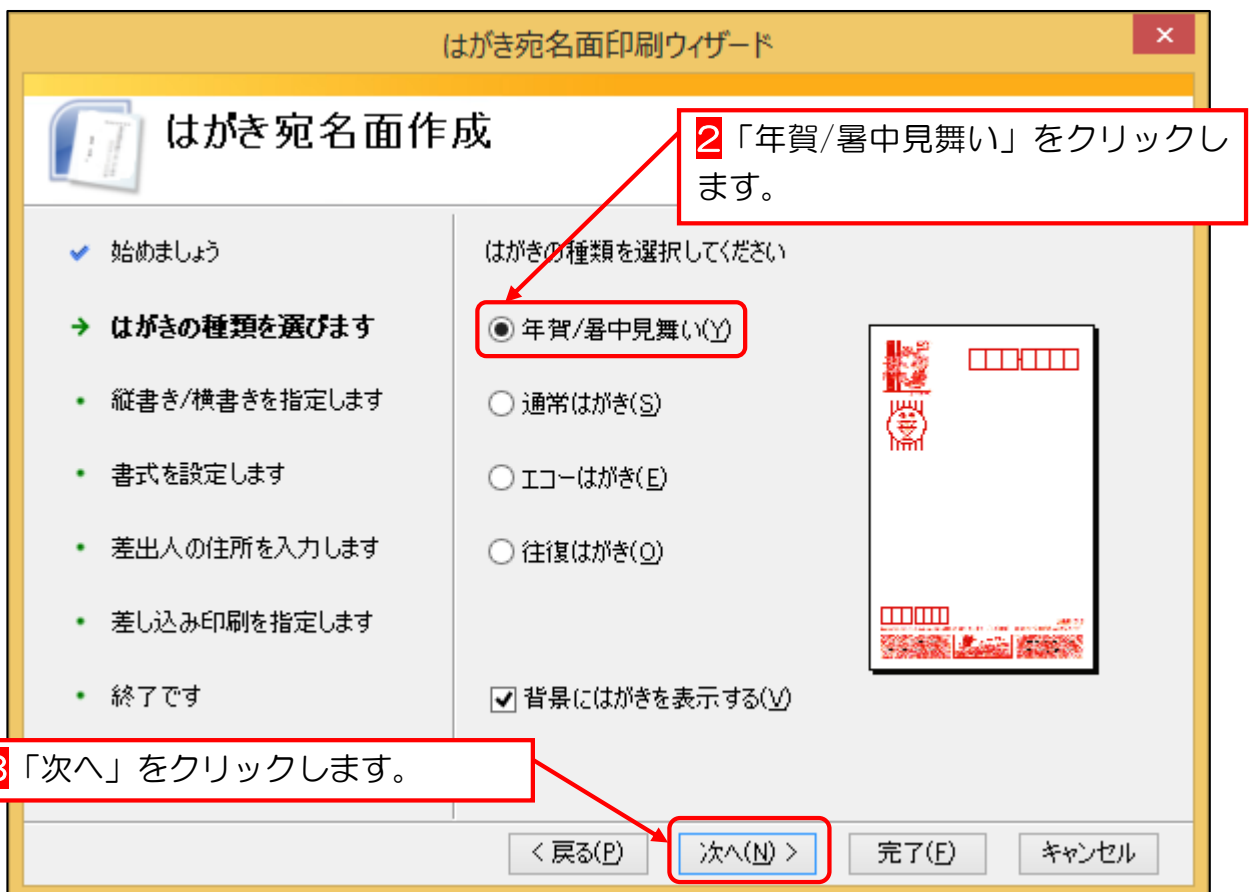 はがき宛名面印刷ウィザード
はがき宛名面作成
2「年賀/暑中見舞い」をクリックし
ます。
始めましょう
はがきの種類を選びます
縦書き/横書きを指定します
書式を設定します
差出人の住所を入力します
差し込み印刷を指定します
終了です
はがきの種類を選択してください
年賀/暑中見舞い(Y)
通常はがき(S)
エコーはがき(E)
往復はがき(O)
背景にはがきを表示する(V)
3「次へ」をクリックします。
< 戻る(P)
次へ(N) >
完了(F)
キャンセル